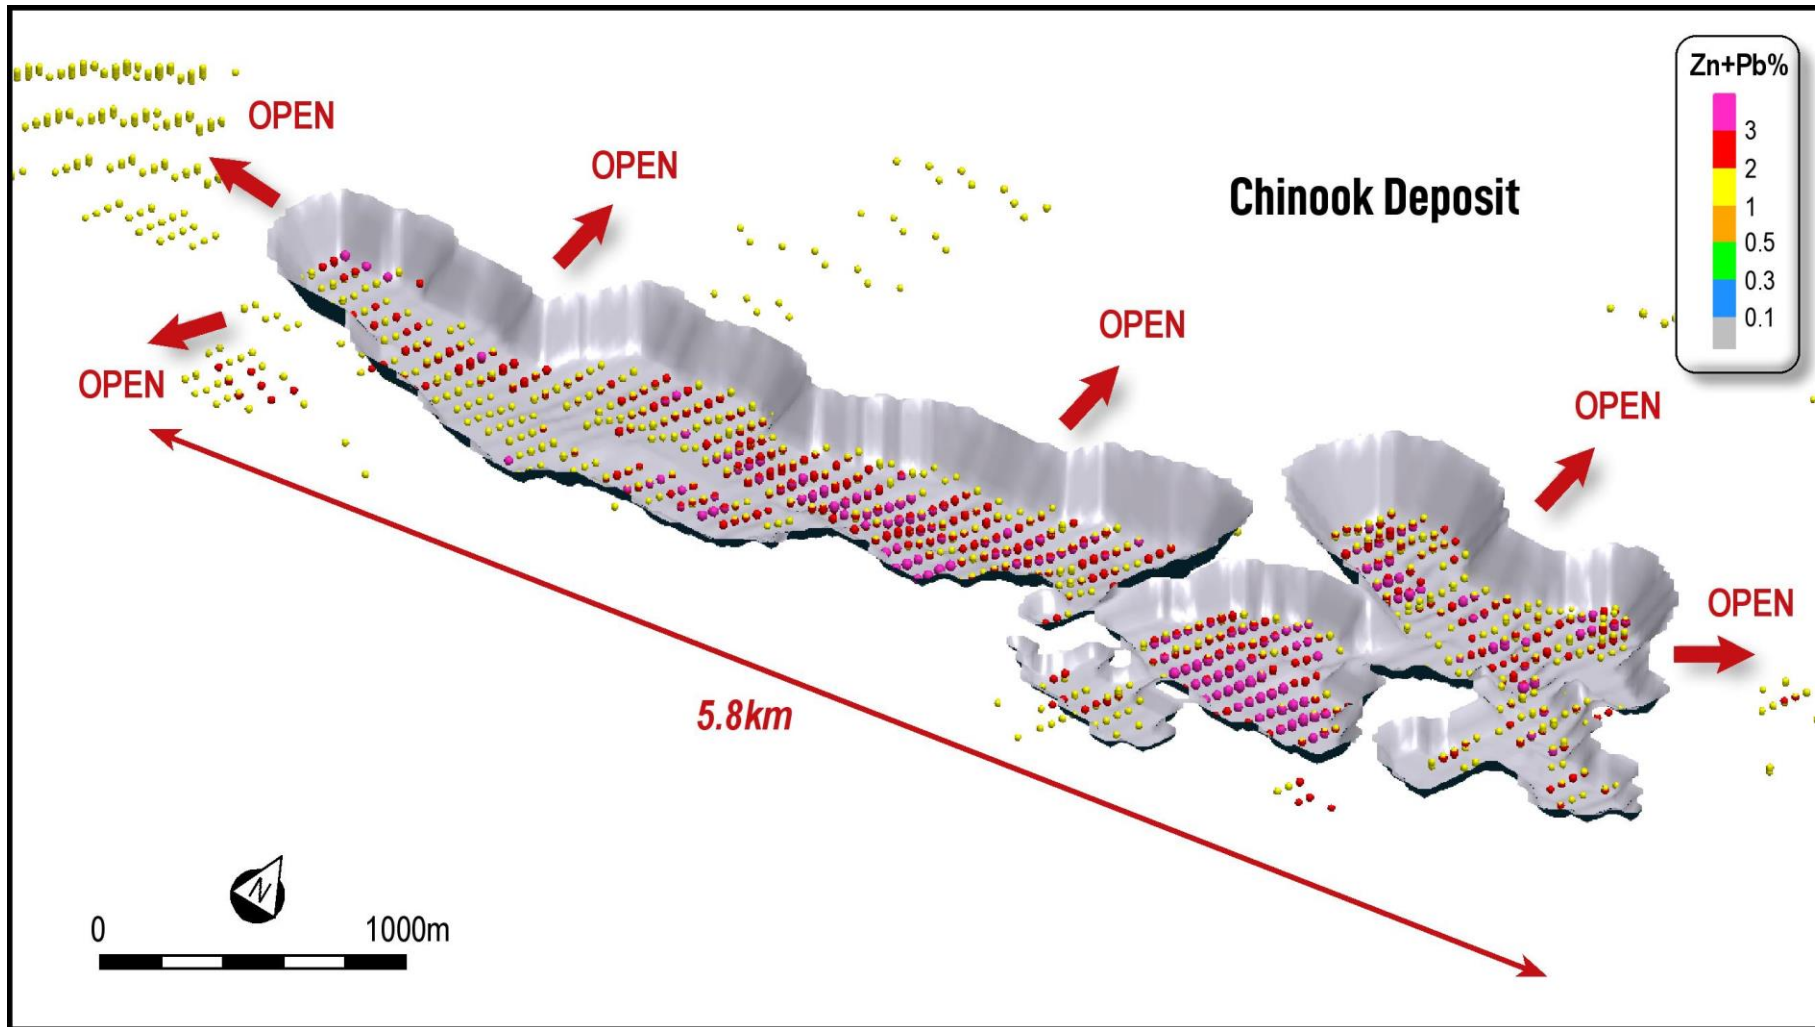 Zn+Pb%
3
2
1
0.5
0.3
0.1
OPEN
OPEN
Chinook Deposit
OPEN
OPEN
OPEN
OPEN
5.8km
N
0 1000m